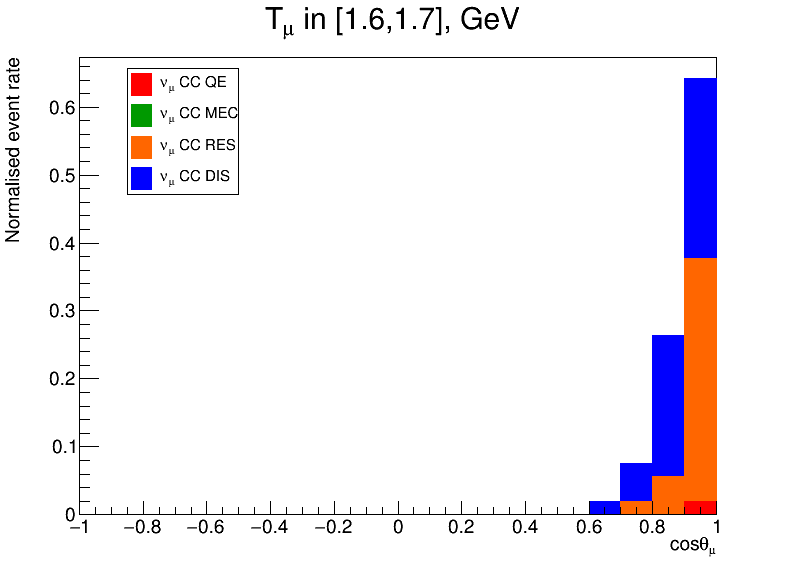 Tμ in [1.6,1.7], GeV
Normalised event rate
νμ CC QE
νμ CC MEC
νμ CC RES
νμ CC DIS
0.6
0.5
0.4
0.3
0.2
0.1
0
−1 −0.8 −0.6 −0.4 −0.2 0 0.2 0.4 0.6 0.8 1
cosθμ